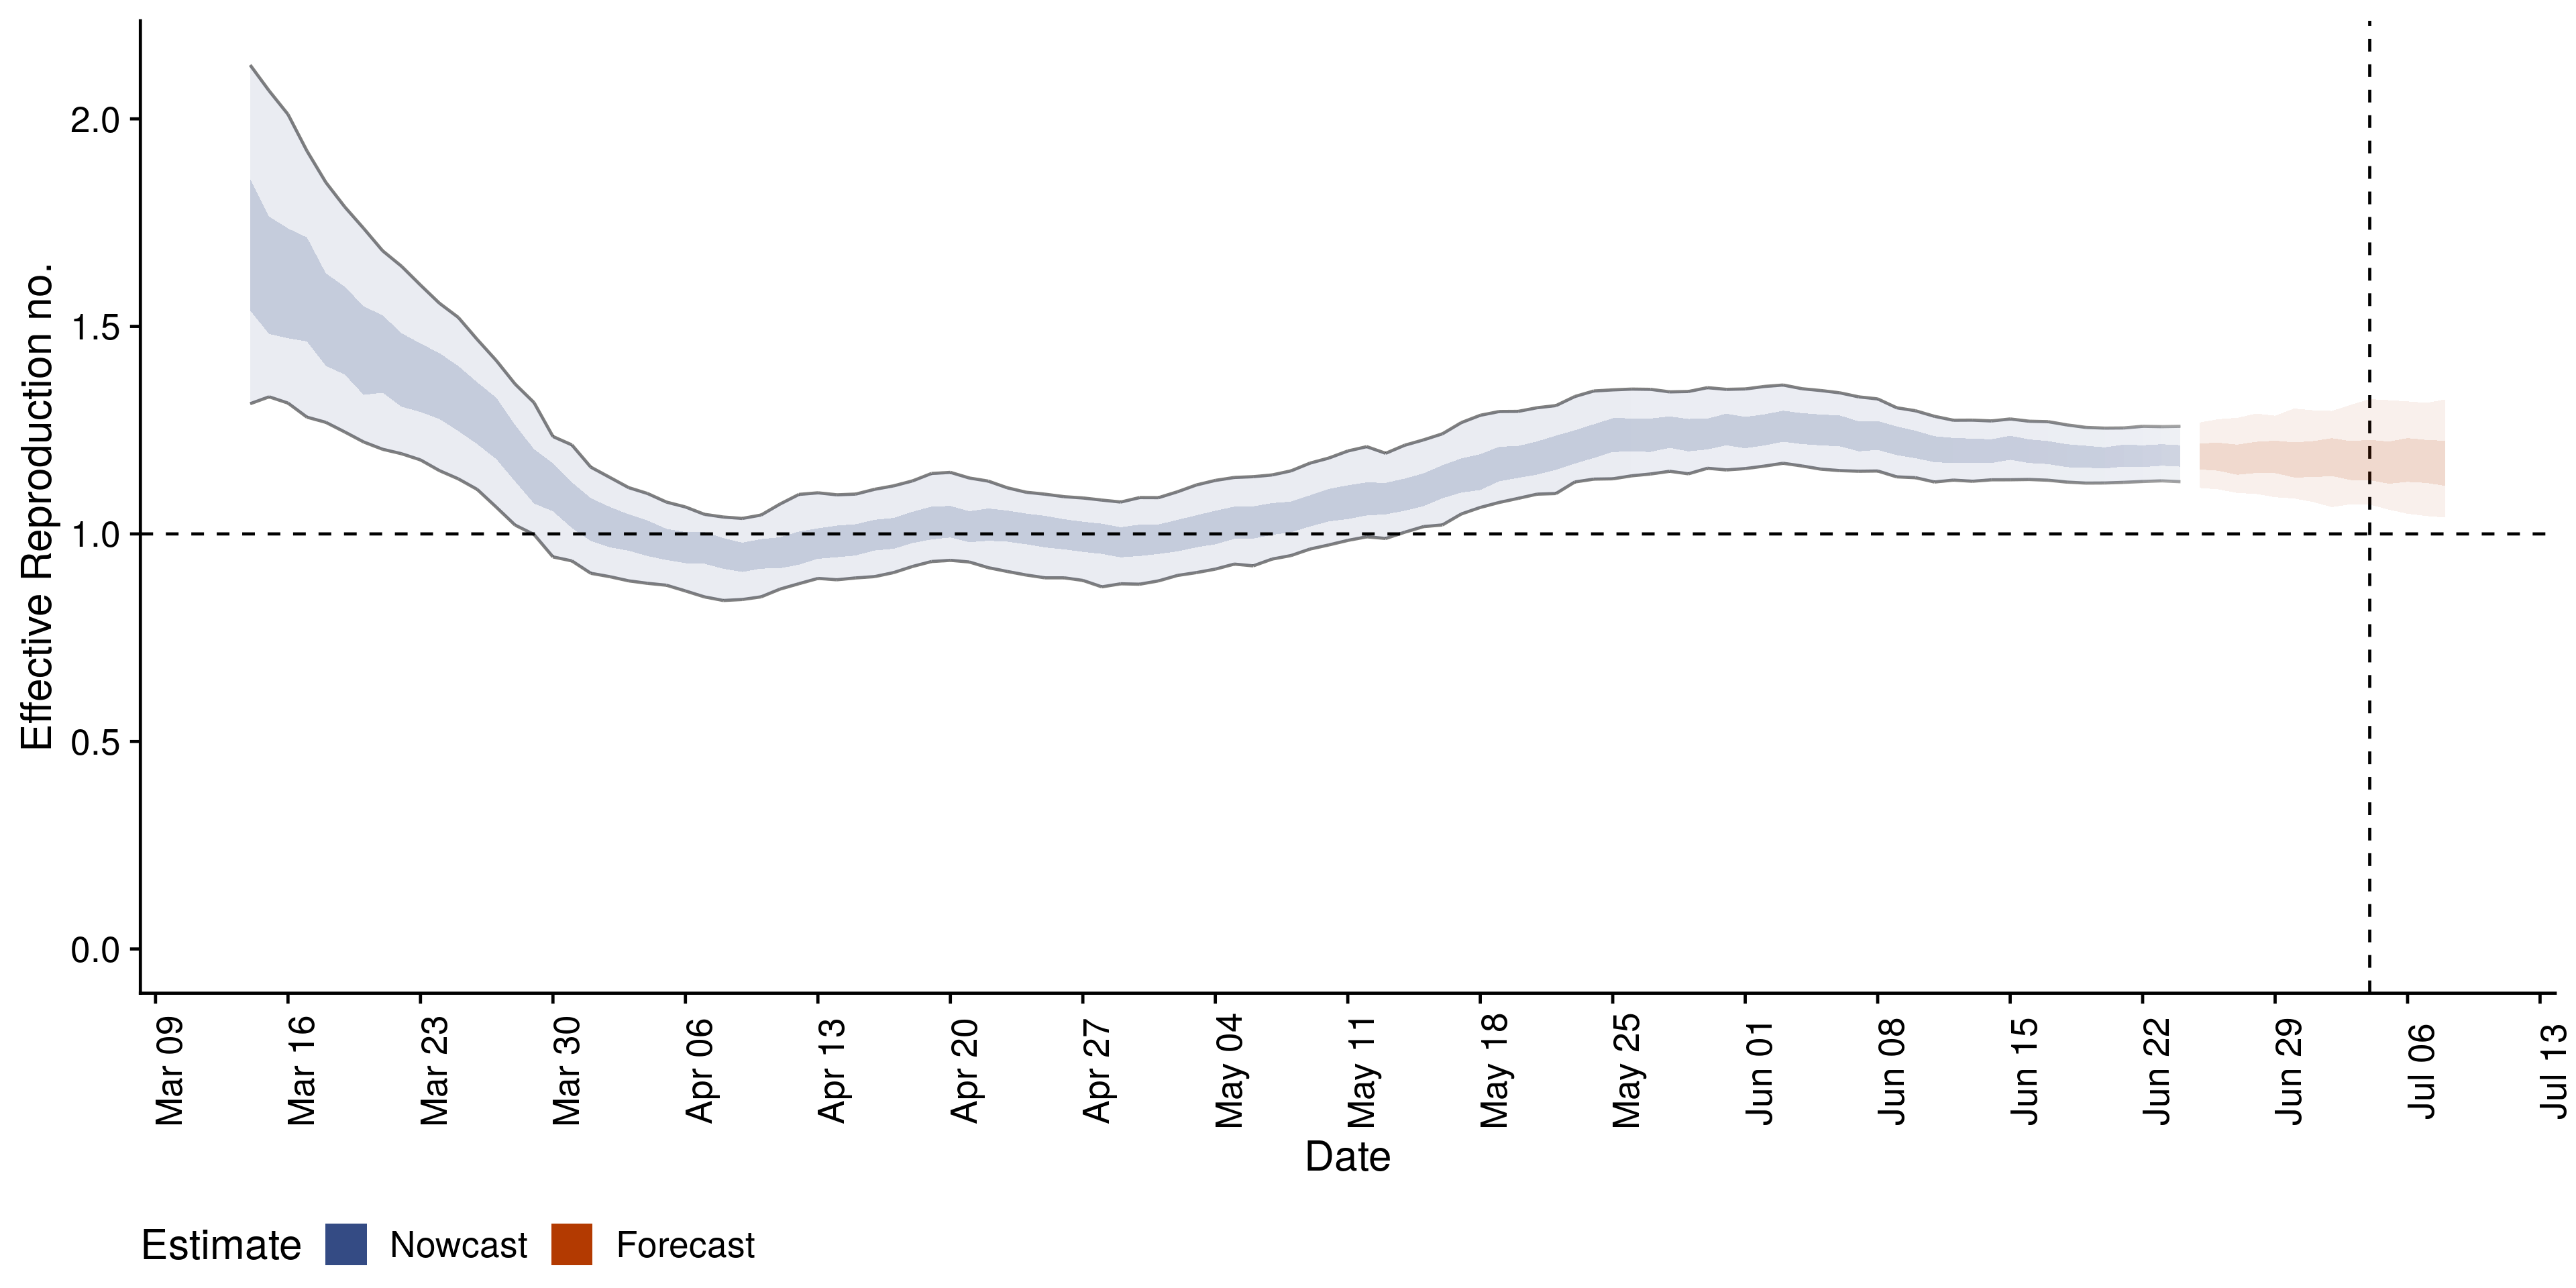 Effective Reproduction no.
2.0
1.5
1.0
0.5
0.0
Mar 09
Mar 16
Mar 23
Mar 30
Apr 06
Apr 13
Apr 20
Apr 27
May 04
May 11
May 18
May 25
Jun 01
Jun 08
Jun 15
Jun 22
Jun 29
Jul 06
Jul 13
Date
Estimate Nowcast Forecast